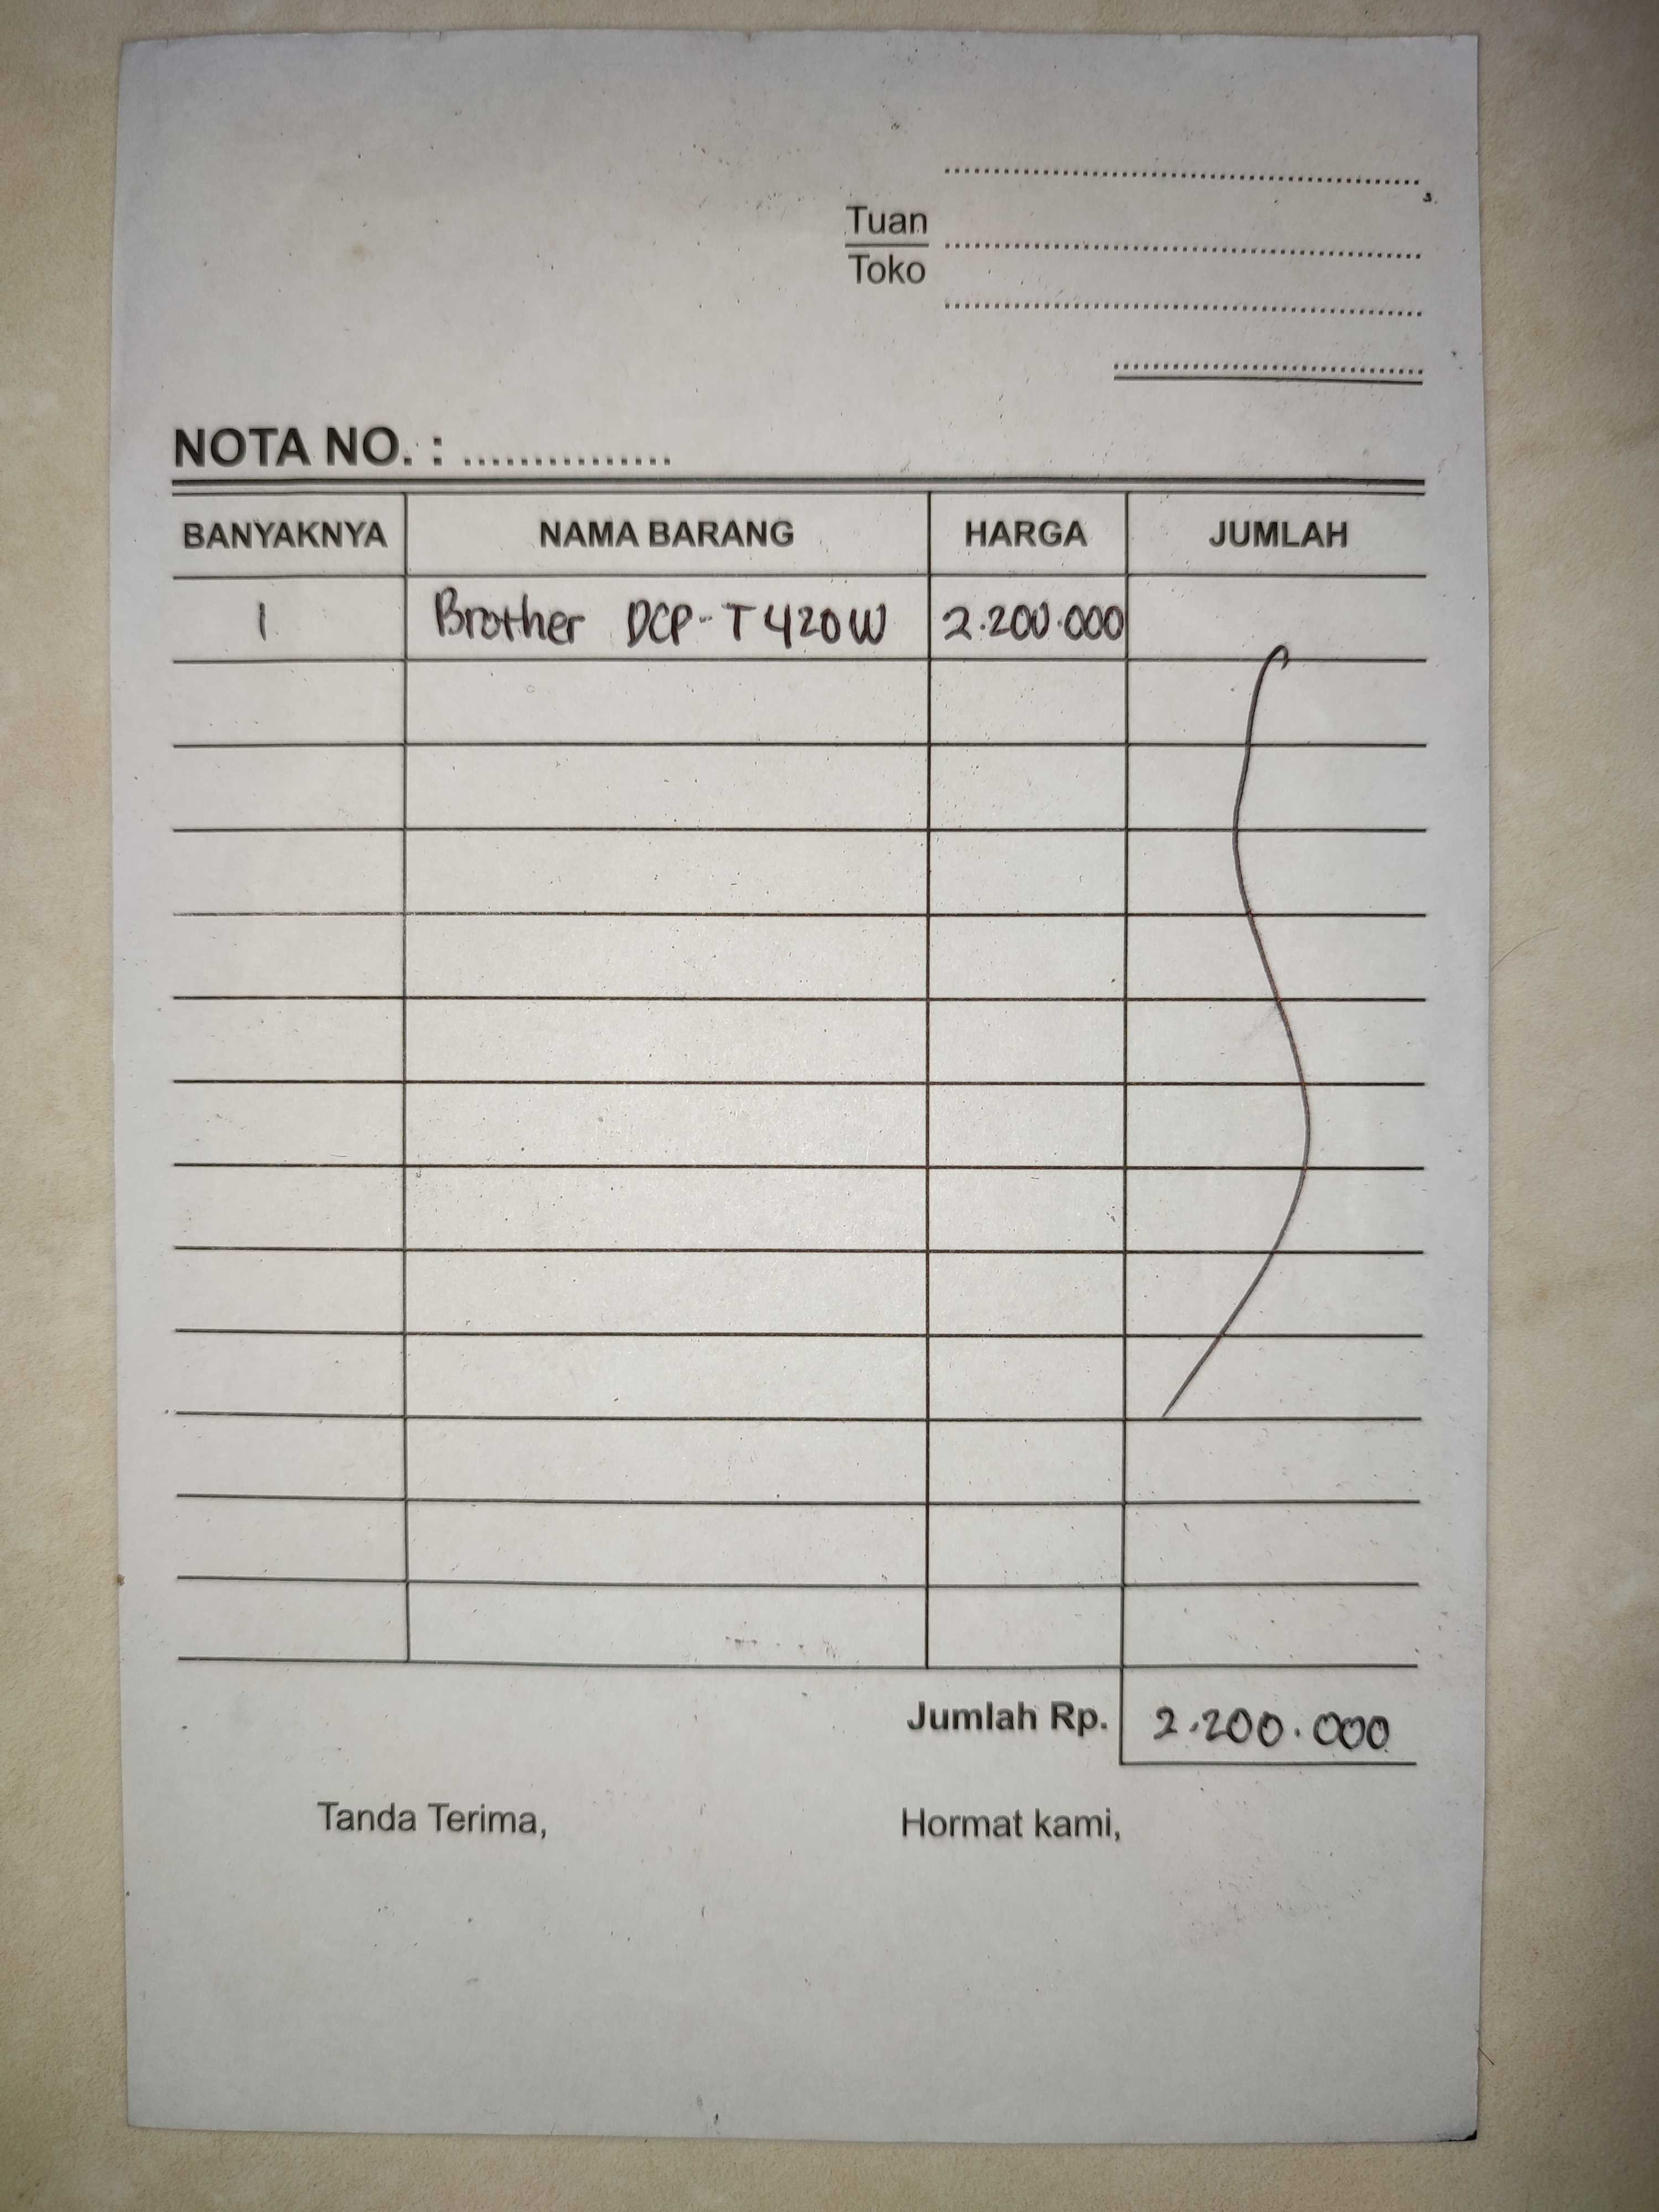 Tuan
Toko
NOTA NO. : ...............
BANYAKNYA NAMA BARANG HARGA JUMLAH
1 Brother DCP-T420W 2.200.000
Jumlah Rp. 2.200.000
Tanda Terima, Hormat kami,